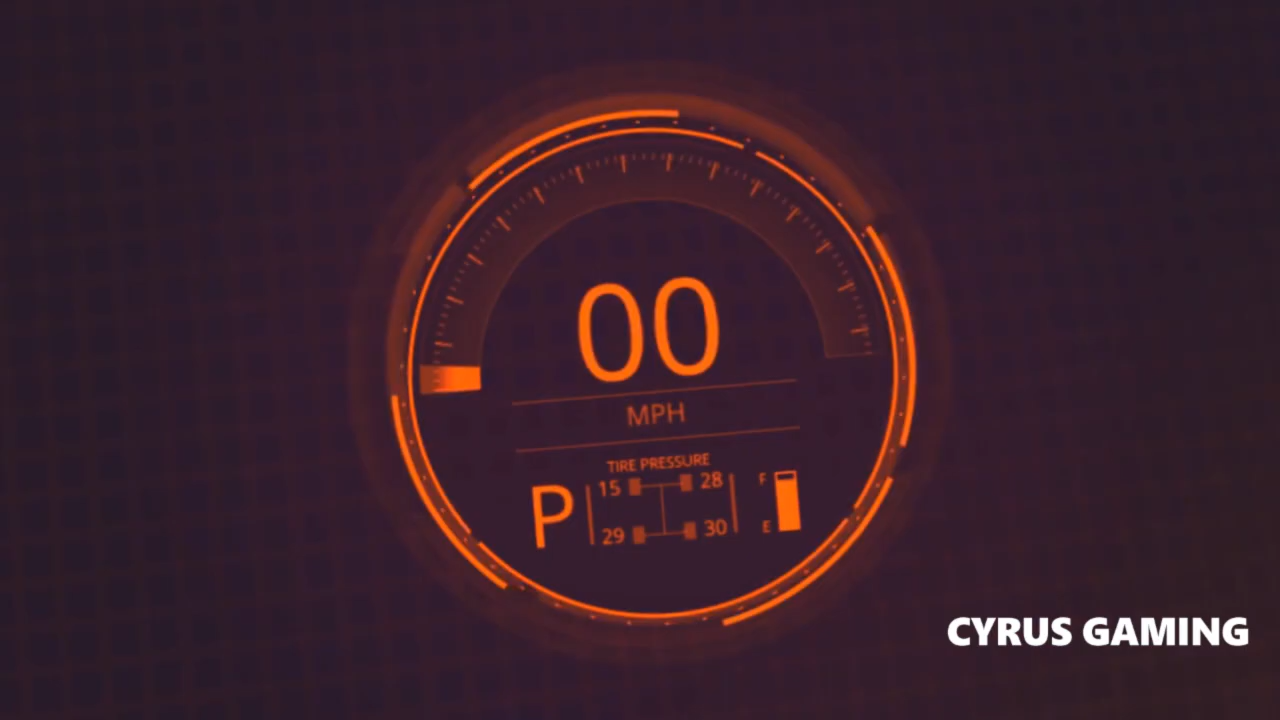 00
MPH
TIRE PRESSURE
P 15 28 F
29 30 E
CYRUS GAMING